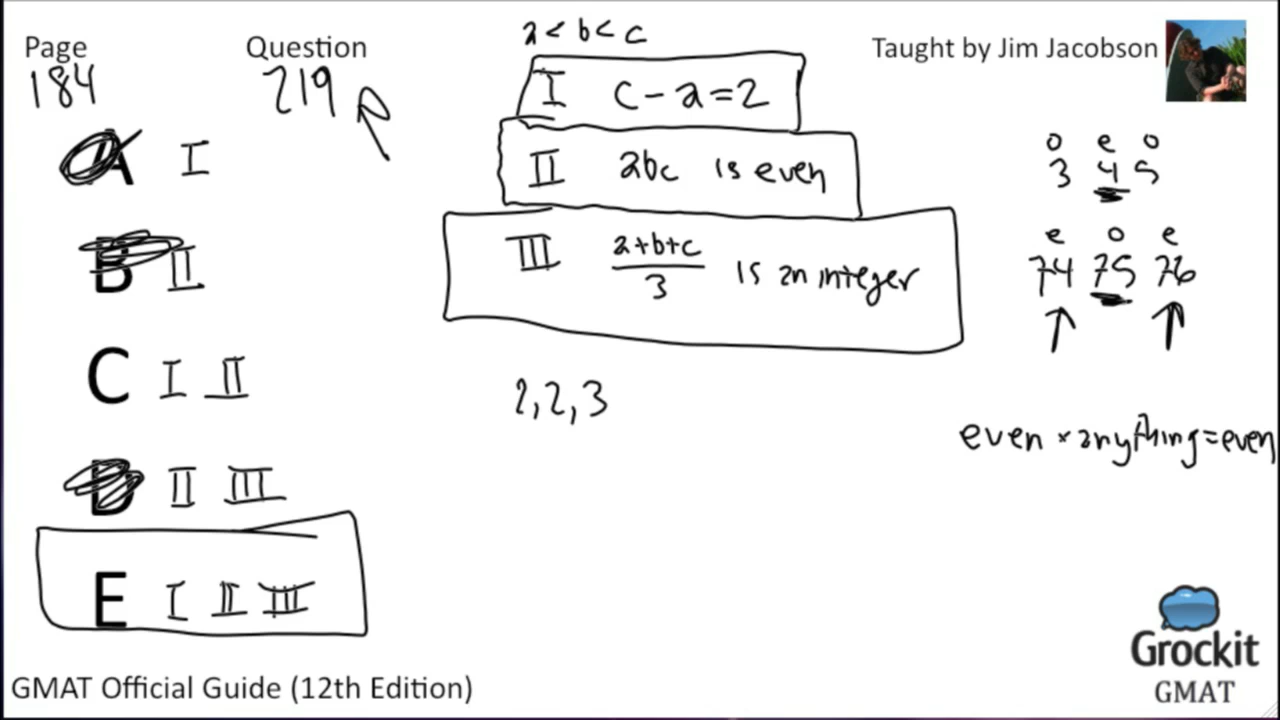 Page Question
184 219
a < b < c
Taught by Jim Jacobson
I c - a = 2
II abc is even
III a+b+c
3
is an integer
A I
B II
C I II
D II III
E I II III
o e o
3 4 5
e o e
74 75 76
1, 2, 3
even × anything = even
GMAT Official Guide (12th Edition)
Grockit
GMAT